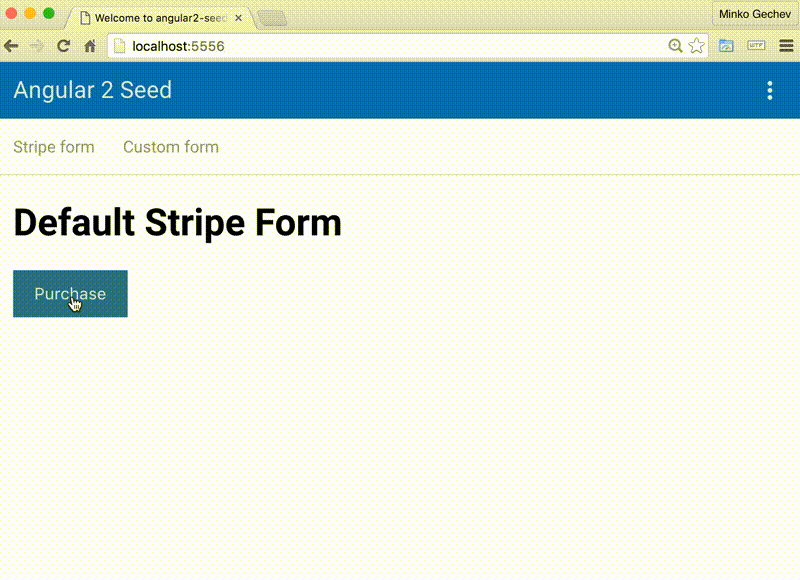 Welcome to angular2-seed
Minko Gechev
localhost:5556
WTF
Angular 2 Seed
Stripe form
Custom form
Default Stripe Form
Purchase